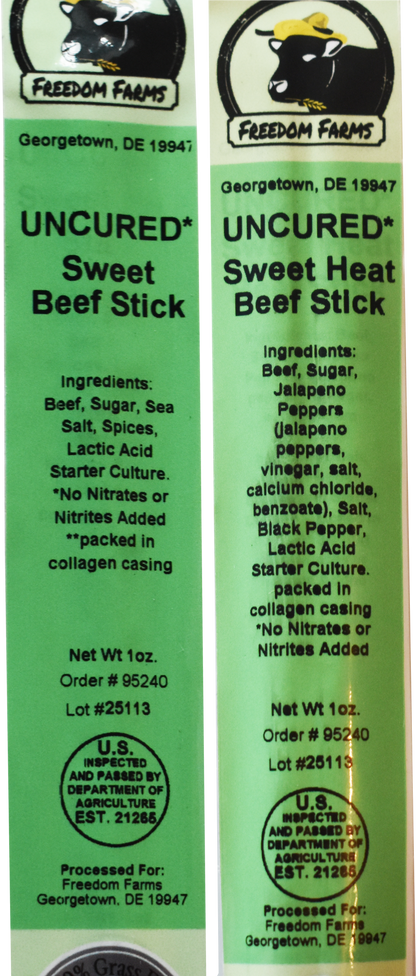 FREEDOM FARMS
Georgetown, DE 19947
UNCURED*
Sweet
Beef Stick
Ingredients:
Beef, Sugar, Sea
Salt, Spices,
Lactic Acid
Starter Culture.
*No Nitrates or
Nitrites Added
**packed in
collagen casing
Net Wt 1oz.
Order # 95240
Lot #25113
U.S.
INSPECTED
AND PASSED BY
DEPARTMENT OF
AGRICULTURE
EST. 21265
Processed For:
Freedom Farms
Georgetown, DE 19947
% Grass
FREEDOM FARMS
Georgetown, DE 19947
UNCURED*
Sweet Heat
Beef Stick
Ingredients:
Beef, Sugar,
Jalapeno
Peppers
(jalapeno
peppers,
vinegar, salt,
calcium chloride,
benzoate), Salt,
Black Pepper,
Lactic Acid
Starter Culture.
packed in
collagen casing
*No Nitrates or
Nitrites Added
Net Wt 1oz.
Order # 95240
Lot #25113
U.S.
INSPECTED
AND PASSED BY
DEPARTMENT OF
AGRICULTURE
EST. 21265
Processed For:
Freedom Farms
Georgetown, DE 19947